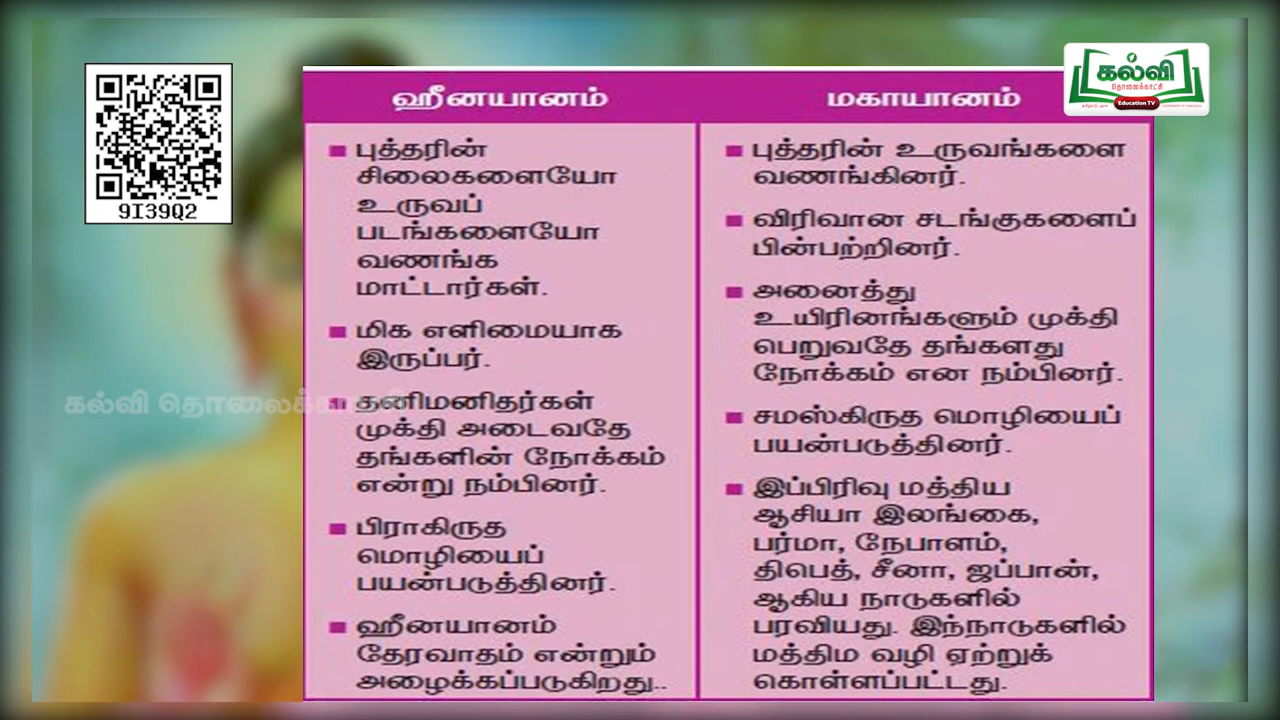 கல்வி
தொலைக்காட்சி
Education TV
9I39Q2
ஹீனயானம்
புத்தரின்
சிலைகளையோ
உருவப்
படங்களையோ
வணங்க
மாட்டார்கள்.
மிக எளிமையாக
இருப்பர்.
தனிமனிதர்கள்
முக்தி அடைவதே
தங்களின் நோக்கம்
என்று நம்பினர்.
பிராகிருத
மொழியைப்
பயன்படுத்தினர்.
ஹீனயானம்
தேரவாதம் என்றும்
அழைக்கப்படுகிறது..
மகாயானம்
புத்தரின் உருவங்களை
வணங்கினர்.
விரிவான சடங்குகளைப்
பின்பற்றினர்.
அனைத்து
உயிரினங்களும் முக்தி
பெறுவதே தங்களது
நோக்கம் என நம்பினர்.
சமஸ்கிருத மொழியைப்
பயன்படுத்தினர்.
இப்பிரிவு மத்திய
ஆசியா இலங்கை,
பர்மா, நேபாளம்,
திபெத், சீனா, ஜப்பான்,
ஆகிய நாடுகளில்
பரவியது. இந்நாடுகளில்
மத்திம வழி ஏற்றுக்
கொள்ளப்பட்டது.
கல்வி